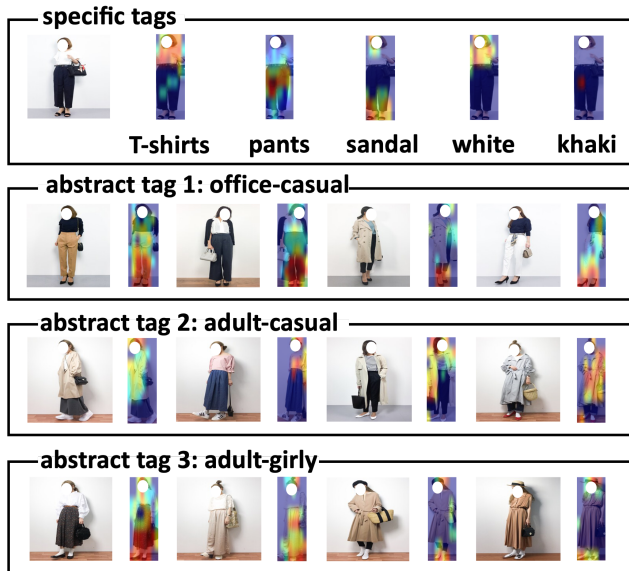 specific tags
T-shirts pants sandal white khaki
abstract tag 1: office-casual
abstract tag 2: adult-casual
abstract tag 3: adult-girly